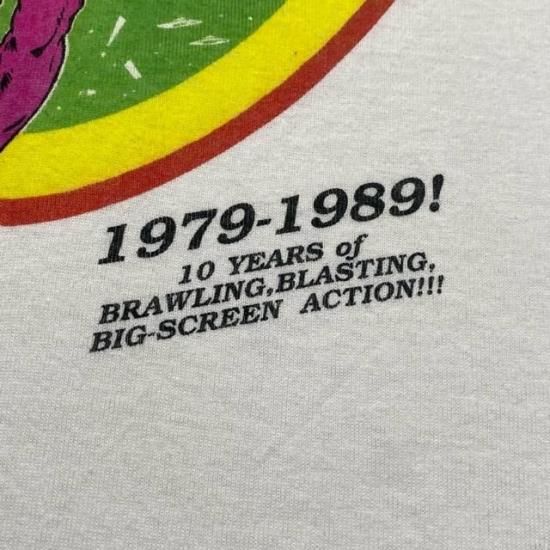 1979-1989!
10 YEARS of
BRAWLING,BLASTING,
BIG-SCREEN ACTION!!!